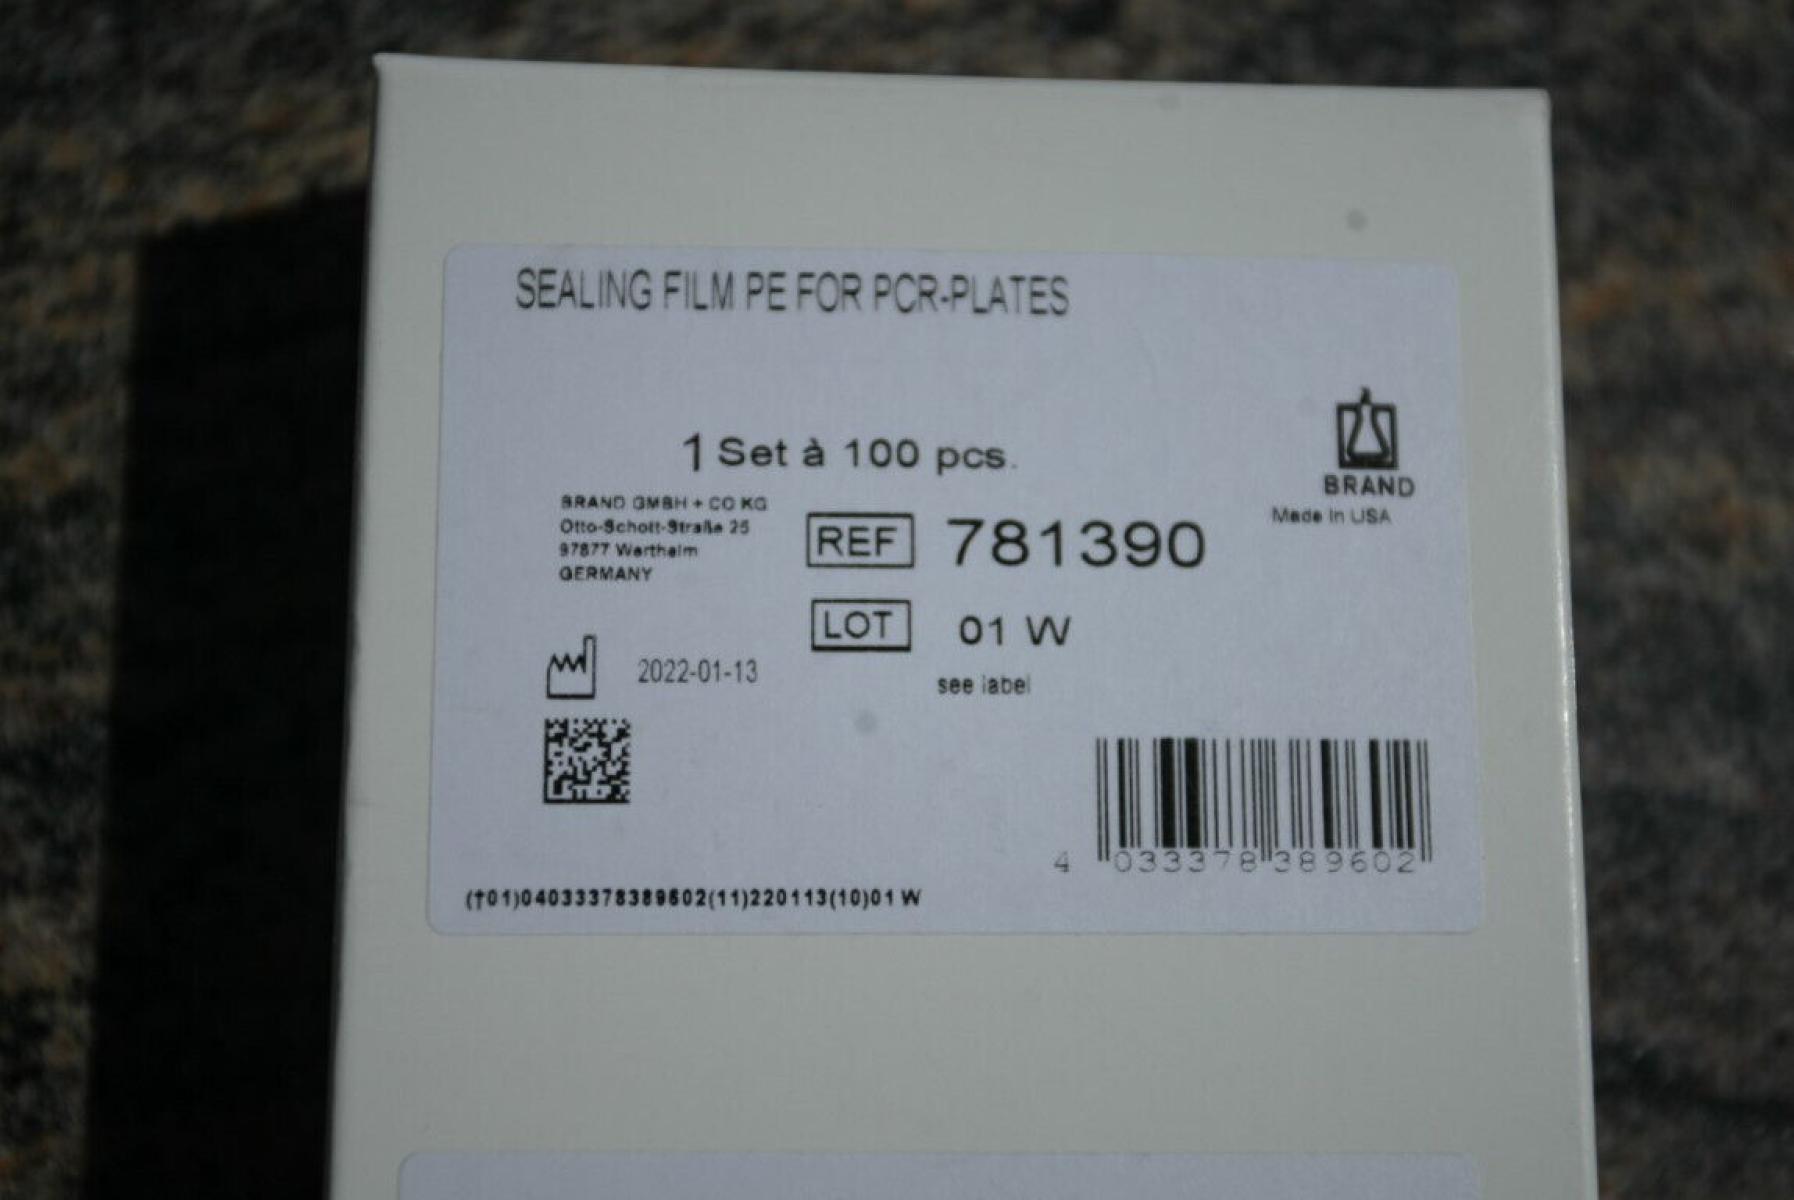 SEALING FILM PE FOR PCR-PLATES
1 Set à 100 pcs.
BRAND
Made in USA
BRAND GMBH + CO KG
Otto-Schott-Straße 25
97877 Wertheim
GERMANY
REF 781390
LOT 01 W
2022-01-13
see label
4 033378 389602
(†01)04033378389602(11)220113(10)01 W